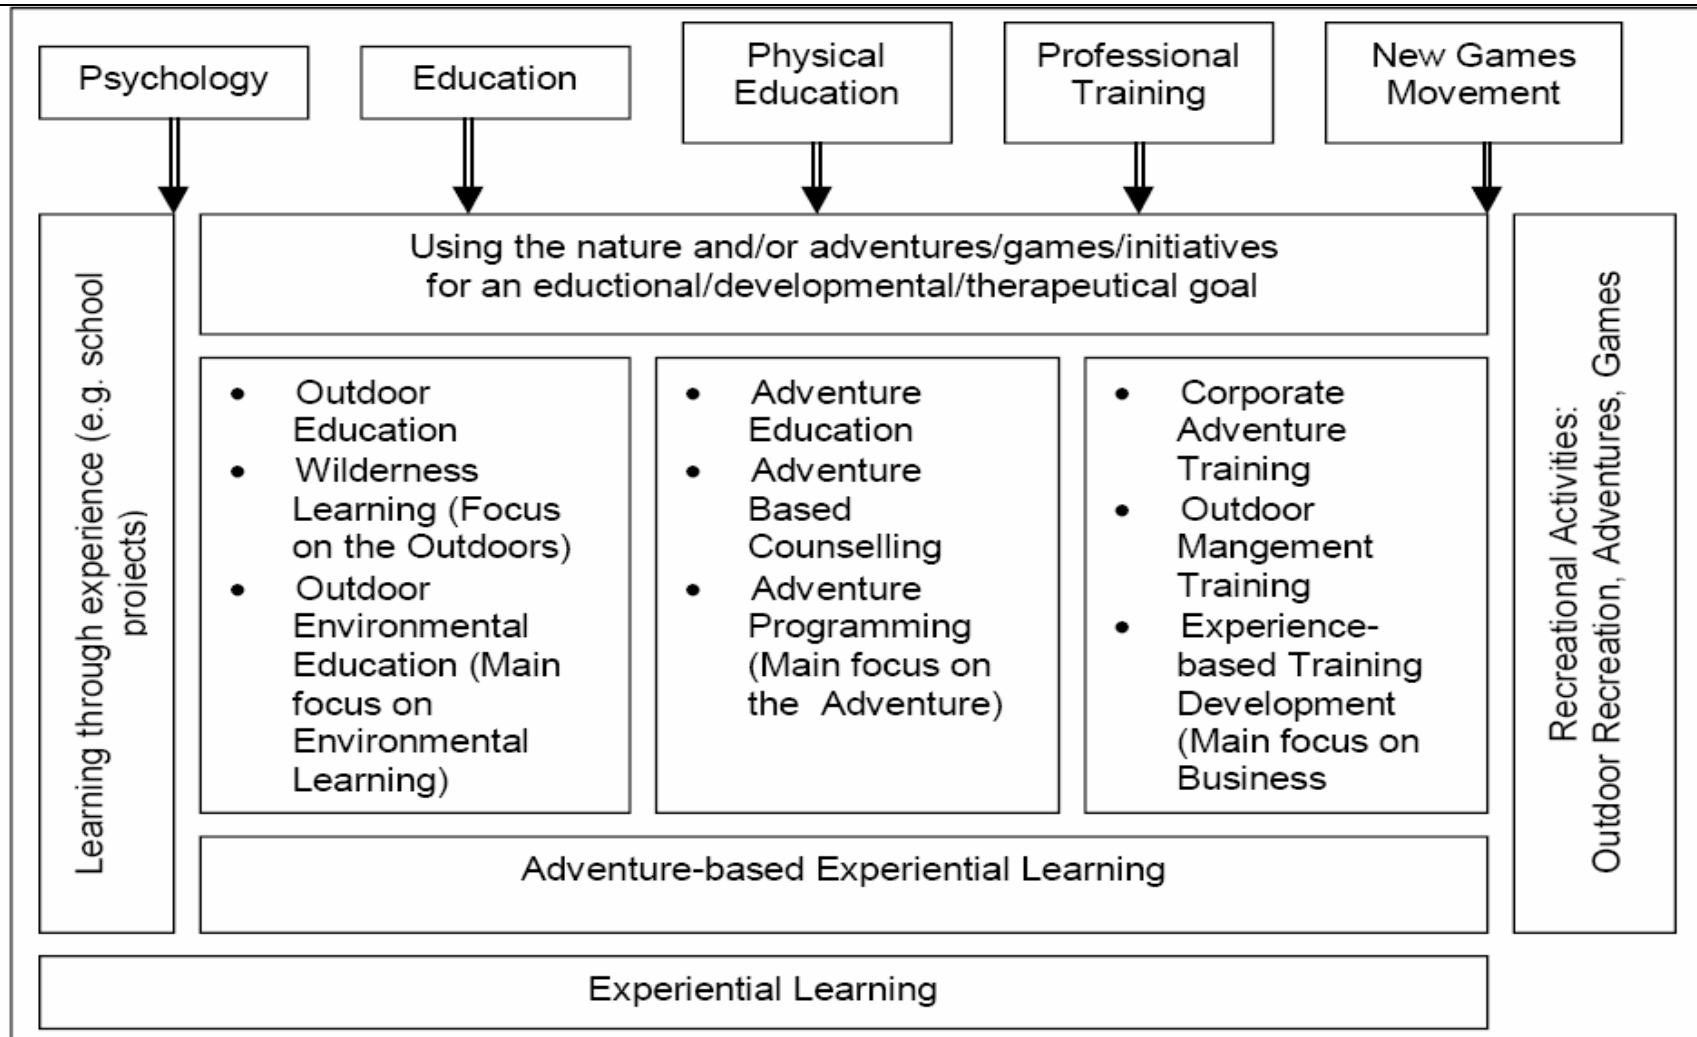 Psychology
Education
Physical
Education
Professional
Training
New Games
Movement
Learning through experience (e.g. school
projects)
Using the nature and/or adventures/games/initiatives
for an eductional/developmental/therapeutical goal
• Outdoor
Education
• Wilderness
Learning (Focus
on the Outdoors)
• Outdoor
Environmental
Education (Main
focus on
Environmental
Learning)
• Adventure
Education
• Adventure
Based
Counselling
• Adventure
Programming
(Main focus on
the Adventure)
• Corporate
Adventure
Training
• Outdoor
Mangement
Training
• Experience-
based Training
Development
(Main focus on
Business
Recreational Activities:
Outdoor Recreation, Adventures, Games
Adventure-based Experiential Learning
Experiential Learning